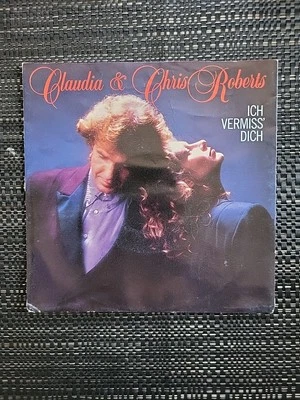 Claudia & Chris Roberts
ICH
VERMISS'
DICH